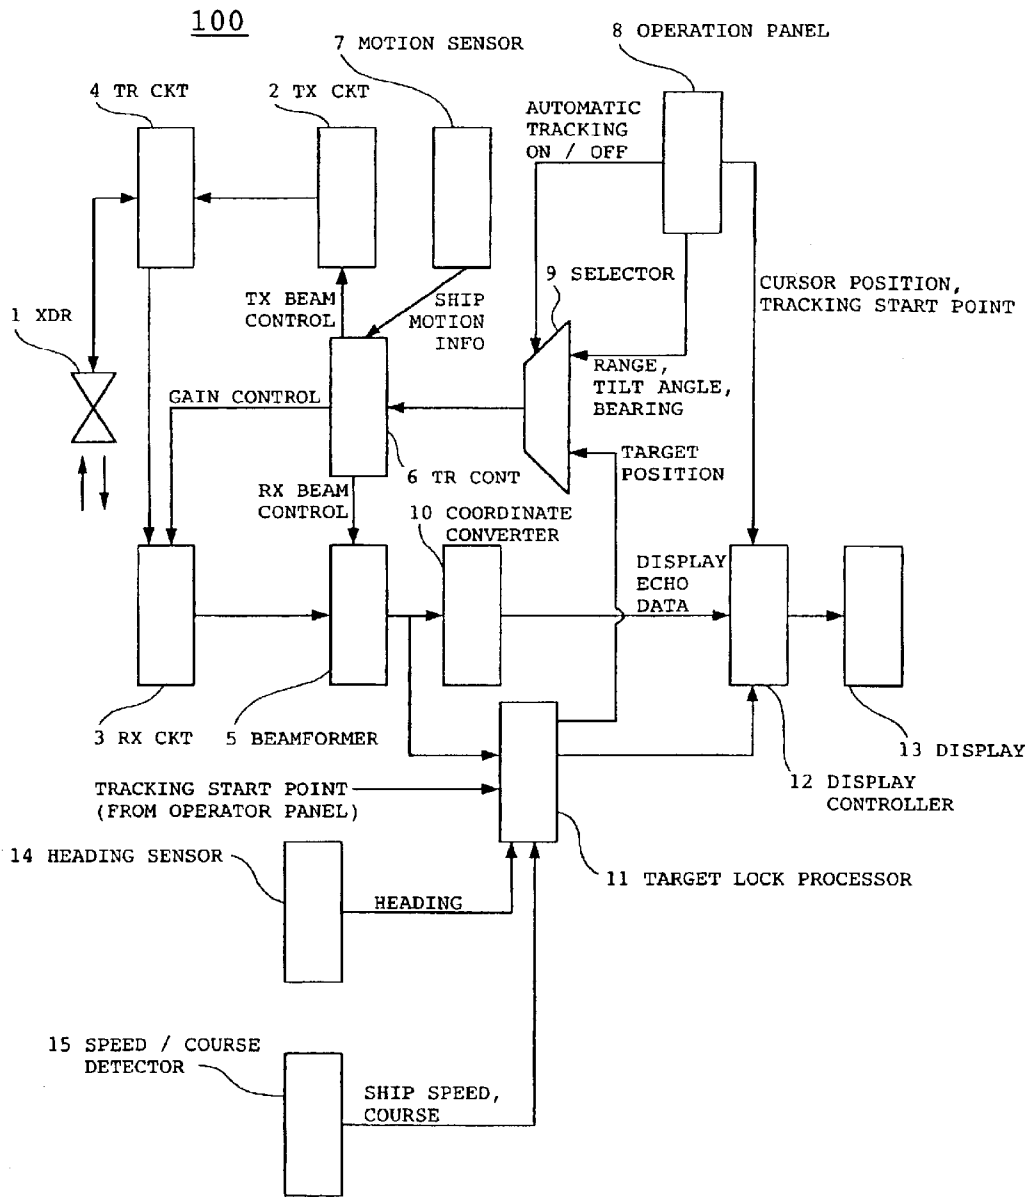 100
7 MOTION SENSOR
8 OPERATION PANEL
4 TR CKT
2 TX CKT
AUTOMATIC
TRACKING
ON / OFF
9 SELECTOR
CURSOR POSITION,
TRACKING START POINT
TX BEAM
CONTROL
SHIP
MOTION
INFO
1 XDR
RANGE,
TILT ANGLE,
BEARING
GAIN CONTROL
TARGET
POSITION
6 TR CONT
RX BEAM
CONTROL
10 COORDINATE
CONVERTER
DISPLAY
ECHO
DATA
3 RX CKT
5 BEAMFORMER
13 DISPLAY
12 DISPLAY
CONTROLLER
TRACKING START POINT
(FROM OPERATOR PANEL)
14 HEADING SENSOR
11 TARGET LOCK PROCESSOR
HEADING
15 SPEED / COURSE
DETECTOR
SHIP SPEED,
COURSE